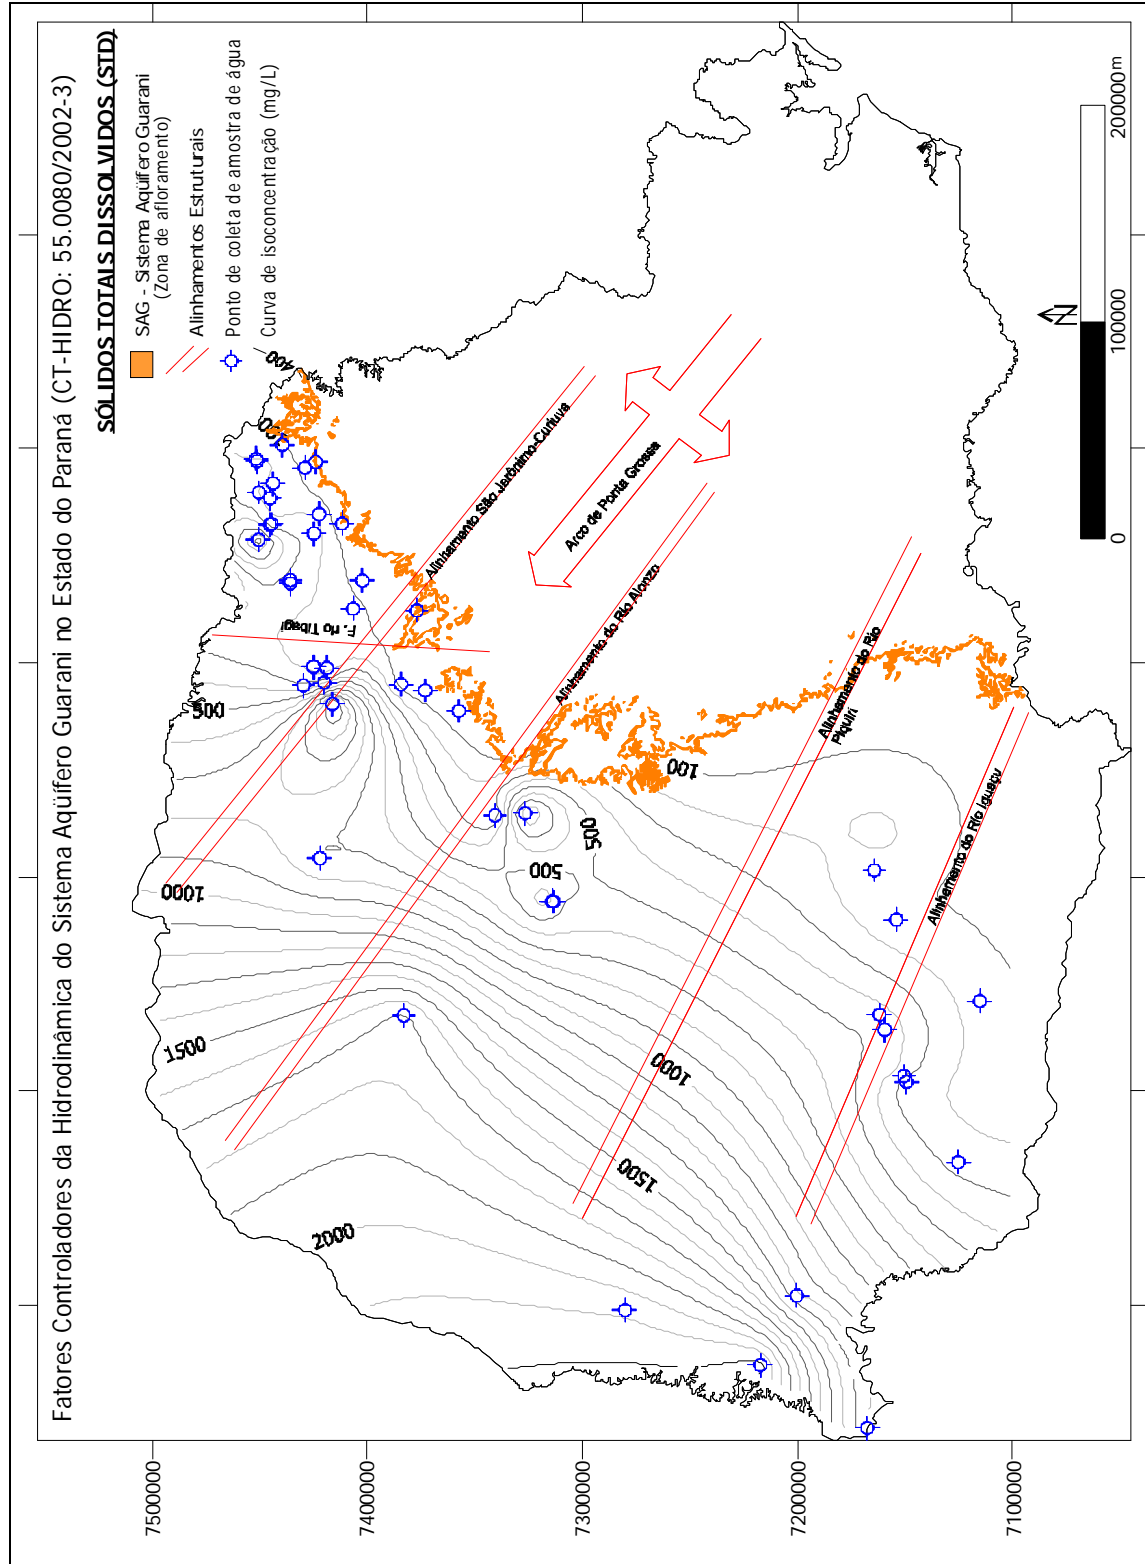 Fatores Controladores da Hidrodinâmica do Sistema Aqüífero Guarani no Estado do Paraná (CT-HIDRO: 55.0080/2002-3)
SÓLIDOS TOTAIS DISSOLVIDOS (STD)
SAG - Sistema Aqüífero Guarani
(Zona de afloramento)
Alinhamentos Estruturais
Ponto de coleta de amostra de água
Curva de isoconcentração (mg/L)
7500000
7400000
7300000
7200000
7100000
400
500
1000
1500
2000
500
500
100
1000
1500
F. rio Tibagi
Alinhamento São Jerônimo-Curiuva
Arco de Ponta Grossa
Alinhamento do Rio Alonzo
Alinhamento do Rio
Piquiri
Alinhamento do Rio Iguaçu
N
0
100000
200000m